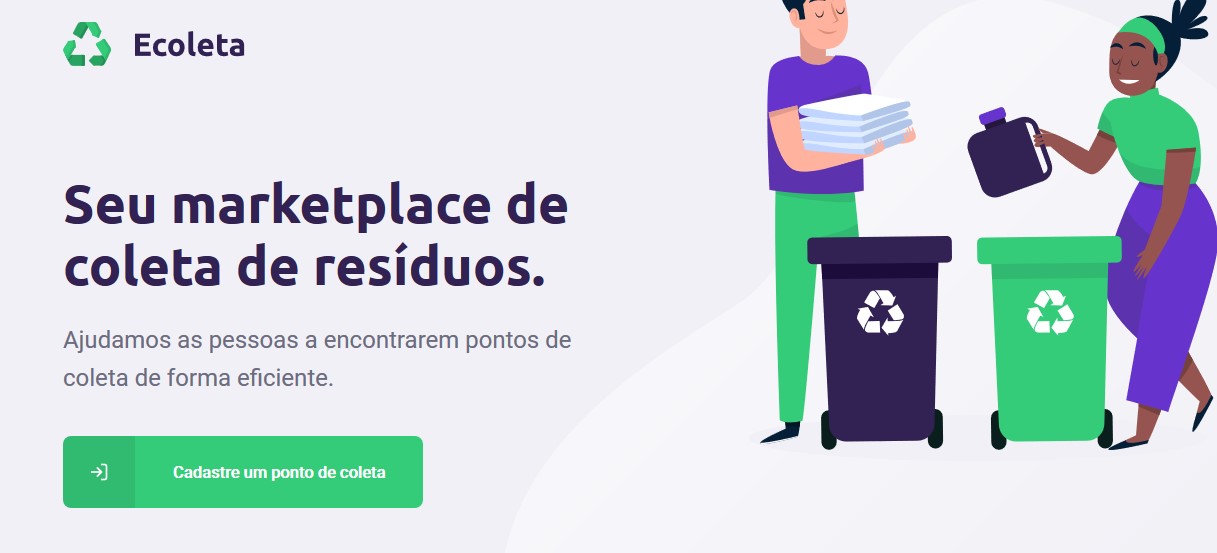 Ecoleta
Seu marketplace de
coleta de resíduos.
Ajudamos as pessoas a encontrarem pontos de
coleta de forma eficiente.
Cadastre um ponto de coleta